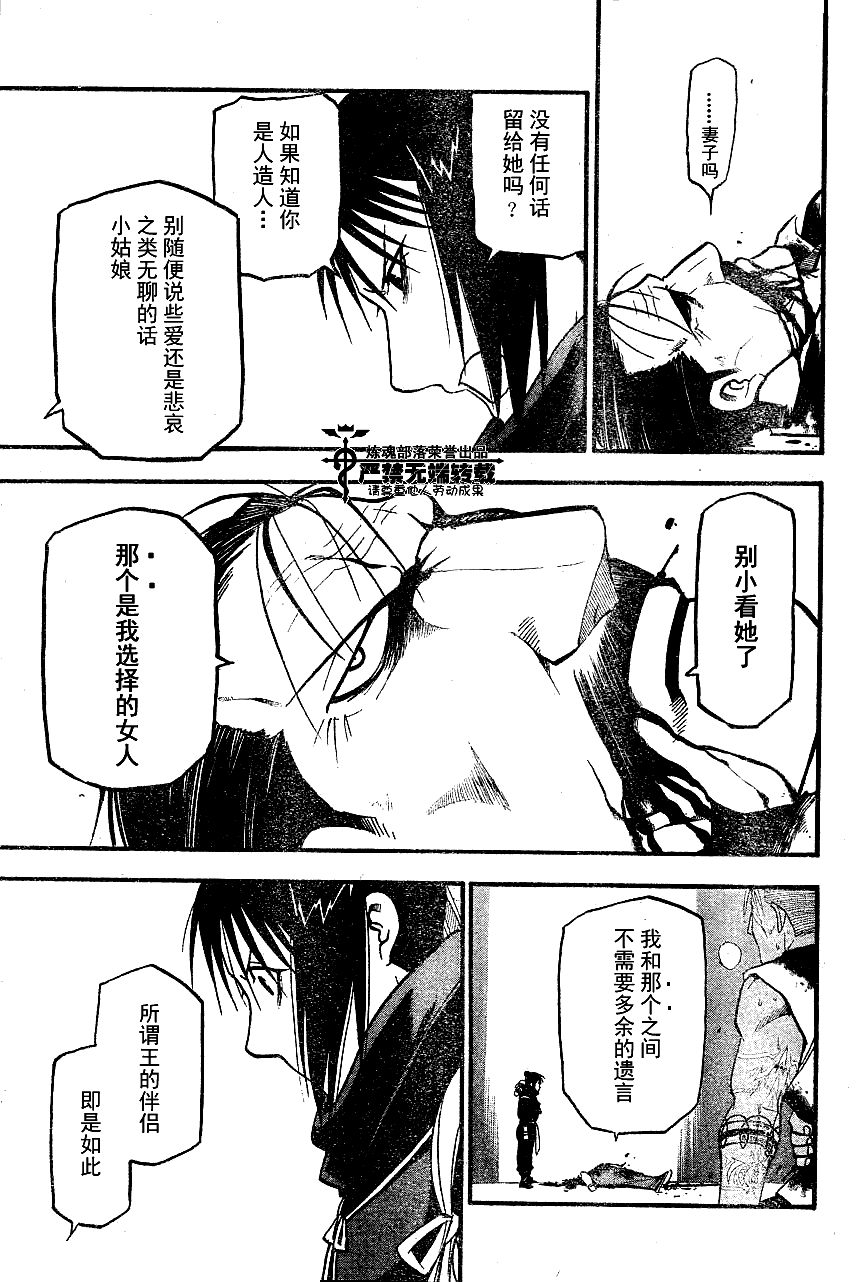 ……妻子吗
没有任何话
留给她吗？
如果知道你
是人造人…
别随便说些爱还是悲哀
之类无聊的话
小姑娘
炼魂部落荣誉出品
严禁无端转载
请尊重他人劳动成果
别小看她了
那个是我选择的女人
我和那个之间
不需要多余的遗言
所谓王的伴侣
即是如此